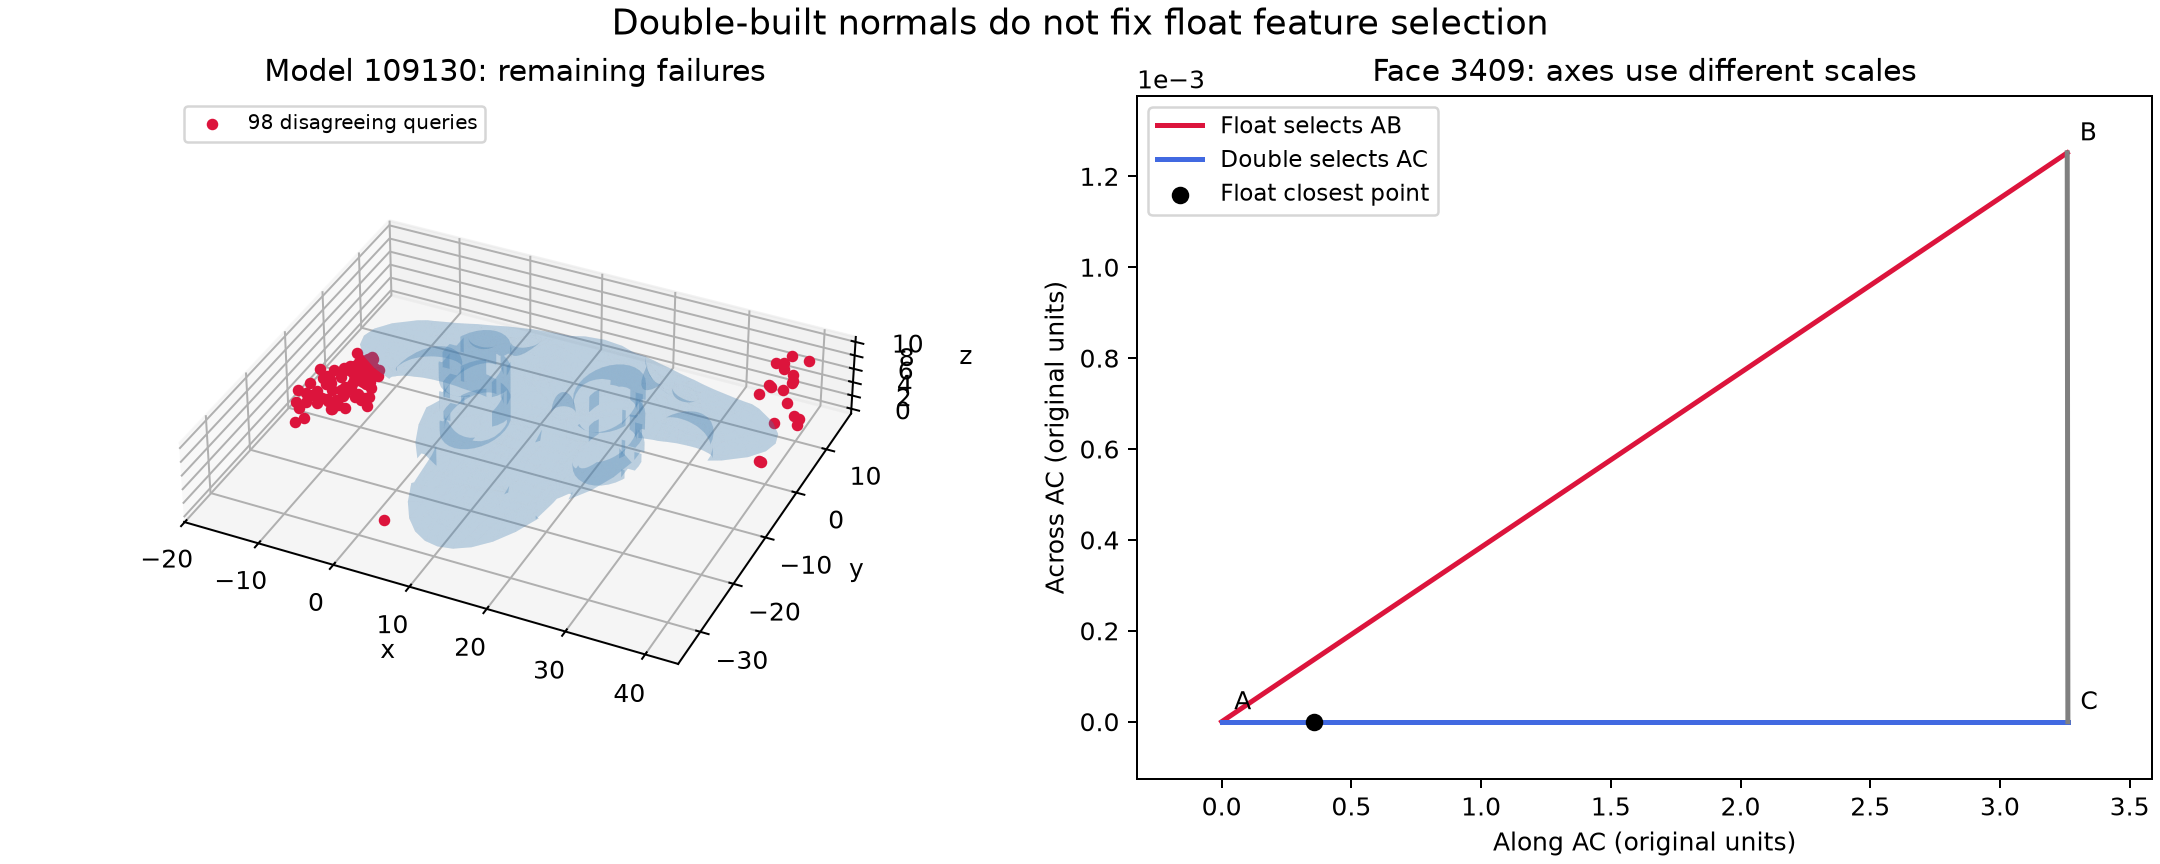 Double-built normals do not fix float feature selection
Model 109130: remaining failures
98 disagreeing queries
10
8
6
4
2
0
z
10
0
−10
−20
−30
y
−20
−10
0
10
20
30
40
x
Face 3409: axes use different scales
1e−3
Float selects AB
Double selects AC
Float closest point
B
A
C
1.2
1.0
0.8
0.6
0.4
0.2
0.0
Across AC (original units)
0.0 0.5 1.0 1.5 2.0 2.5 3.0 3.5
Along AC (original units)